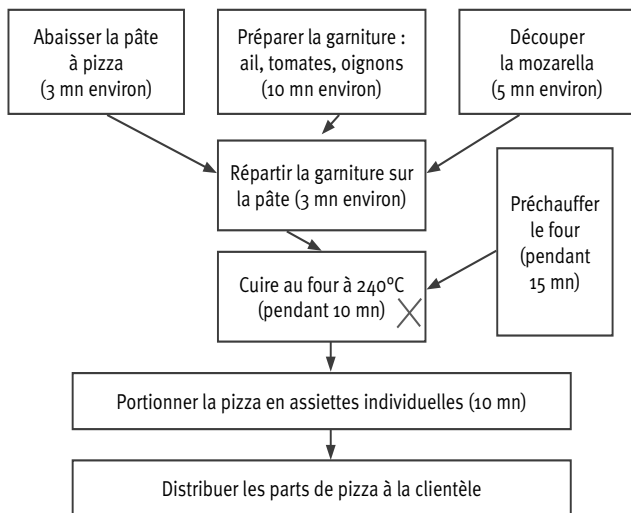 Abaisser la pâte
à pizza
(3 mn environ)
Préparer la garniture :
ail, tomates, oignons
(10 mn environ)
Découper
la mozarella
(5 mn environ)
Répartir la garniture sur
la pâte (3 mn environ)
Préchauffer
le four
(pendant
15 mn)
Cuire au four à 240°C
(pendant 10 mn)
Portionner la pizza en assiettes individuelles (10 mn)
Distribuer les parts de pizza à la clientèle